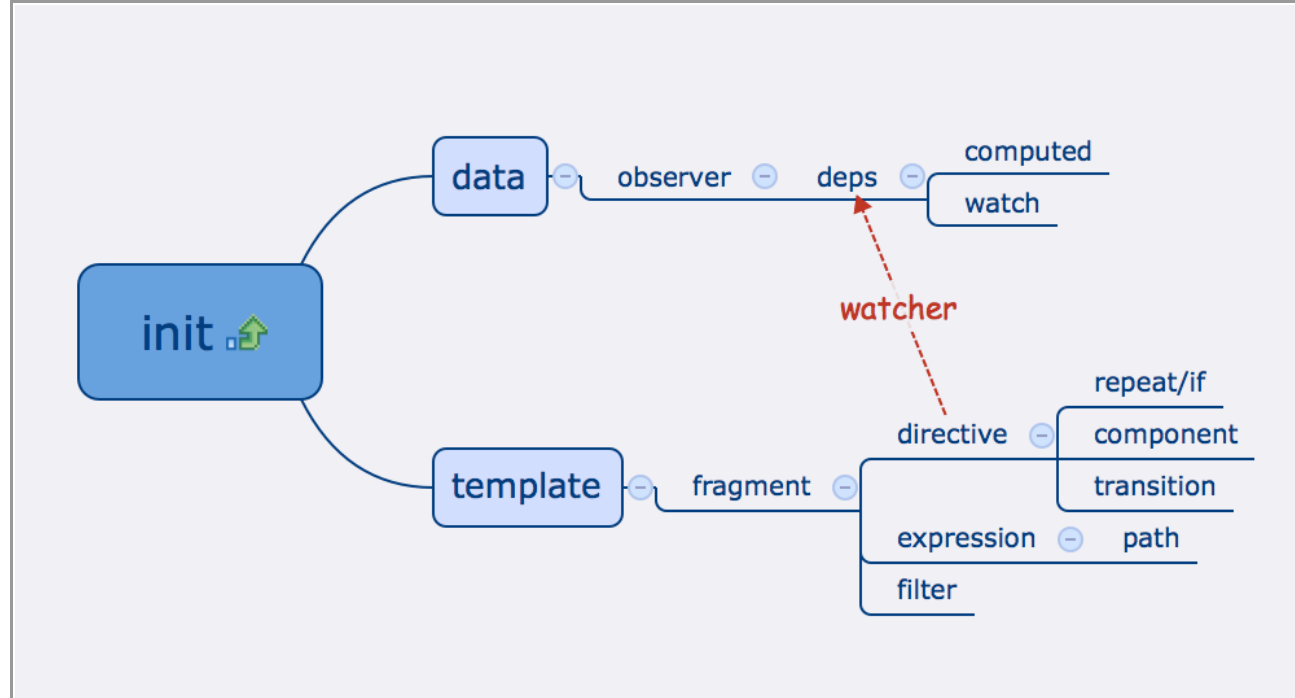 init
data
observer
deps
computed
watch
watcher
template
fragment
directive
repeat/if
component
transition
expression
path
filter